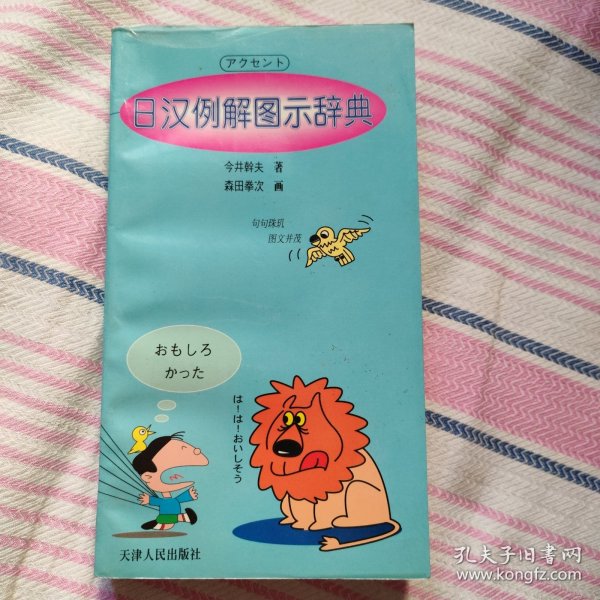 アクセント
日汉例解图示辞典
今井幹夫 著
森田拳次 画
句句珠玑
图文并茂
おもしろ
かった
は！は！おいしそう
天津人民出版社
孔夫子旧书网
www.kongfz.com